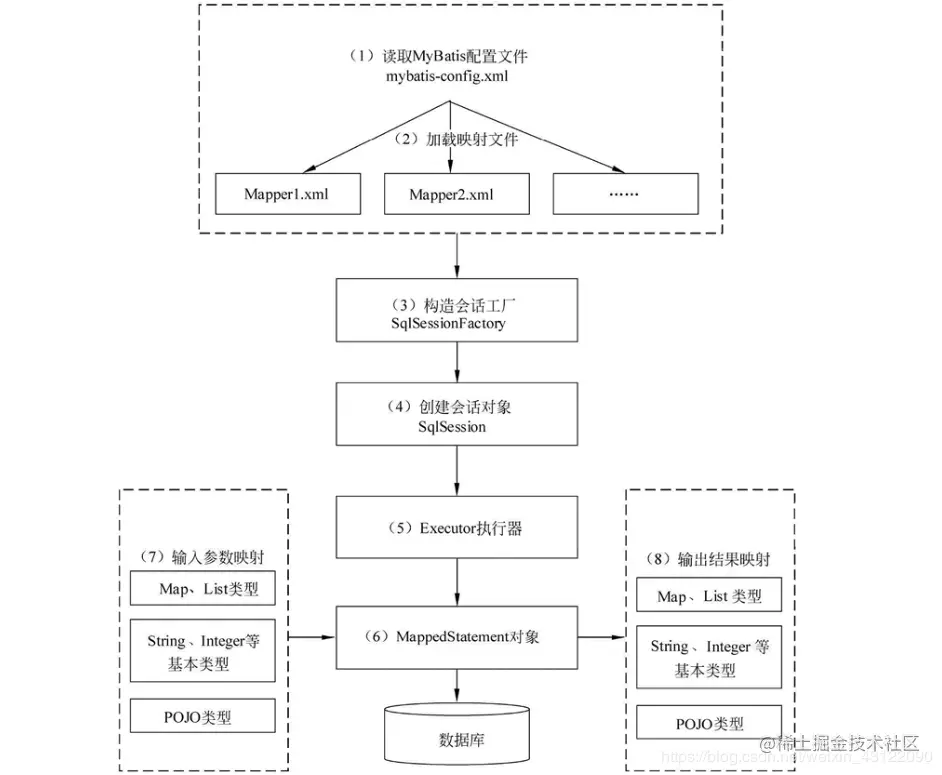 （1）读取MyBatis配置文件
mybatis-config.xml
（2）加载映射文件
Mapper1.xml
Mapper2.xml
……
（3）构造会话工厂
SqlSessionFactory
（4）创建会话对象
SqlSession
（5）Executor执行器
（7）输入参数映射
Map、List类型
String、Integer等
基本类型
POJO类型
（6）MappedStatement对象
（8）输出结果映射
Map、List 类型
String、Integer 等
基本类型
POJO类型
数据库
@稀土掘金技术社区
https://blog.csdn.net/weixin_48122090